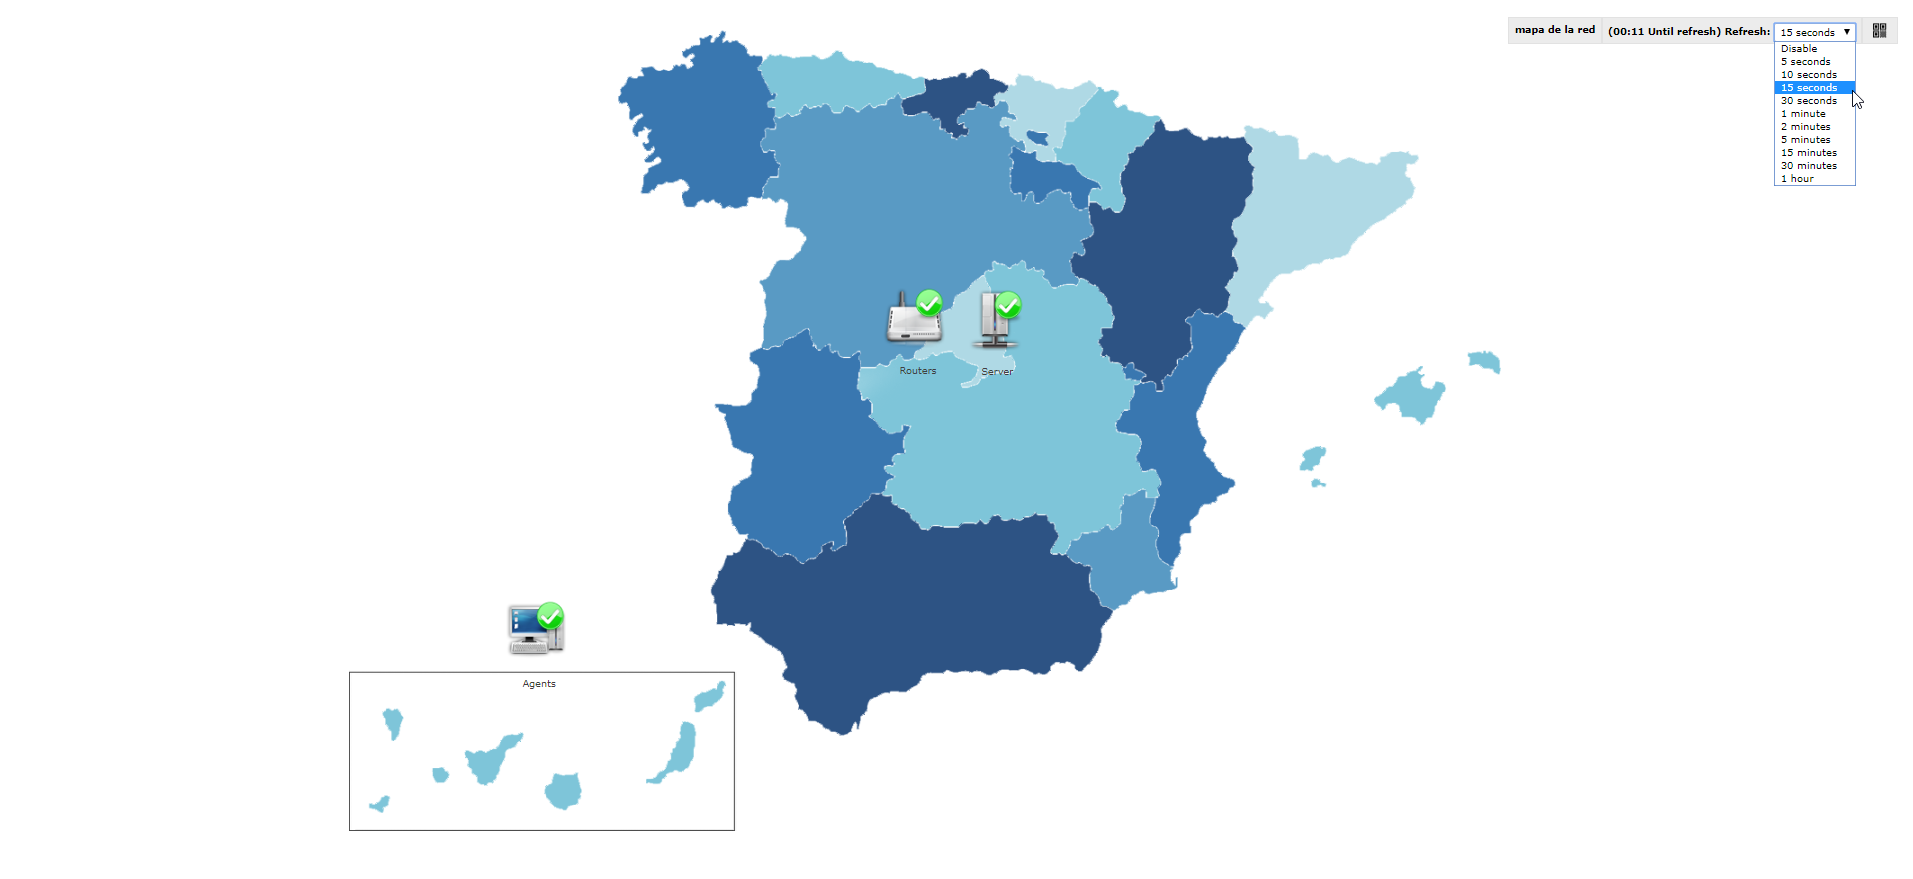 mapa de la red (00:11 Until refresh) Refresh: 15 seconds
Disable
5 seconds
10 seconds
15 seconds
30 seconds
1 minute
2 minutes
5 minutes
15 minutes
30 minutes
1 hour
Routers
Server
Agents